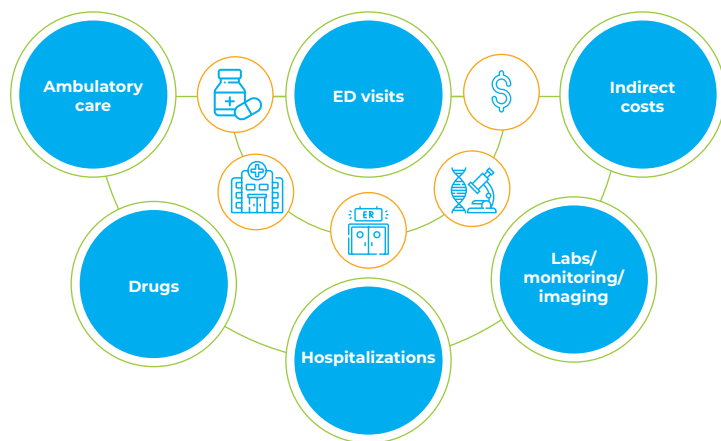 Ambulatory
care
ED visits
$
Indirect
costs
ER
Drugs
Hospitalizations
Labs/
monitoring/
imaging